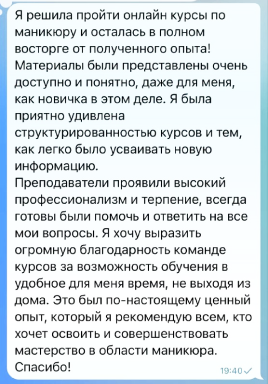 Я решила пройти онлайн курсы по
маникюру и осталась в полном
восторге от полученного опыта!
Материалы были представлены очень
доступно и понятно, даже для меня,
как новичка в этом деле. Я была
приятно удивлена
структурированностью курсов и тем,
как легко было усваивать новую
информацию.
Преподаватели проявили высокий
профессионализм и терпение, всегда
готовы были помочь и ответить на все
мои вопросы. Я хочу выразить
огромную благодарность команде
курсов за возможность обучения в
удобное для меня время, не выходя из
дома. Это был по-настоящему ценный
опыт, который я рекомендую всем, кто
хочет освоить и совершенствовать
мастерство в области маникюра.
Спасибо!
19:40